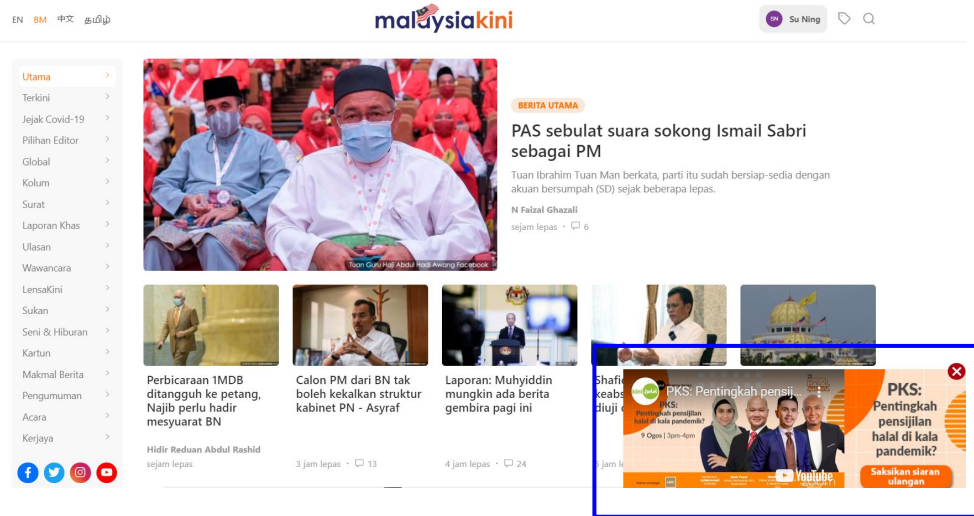 EN BM 中文 தமிழ்
malaysiakini
SN Su Ning
Utama
Terkini
Jejak Covid-19
Pilihan Editor
Global
Kolum
Surat
Laporan Khas
Ulasan
Wawancara
LensaKini
Sukan
Seni & Hiburan
Kartun
Makmal Berita
Pengumuman
Acara
Kerjaya
Tuan Guru Haji Abdul Hadi Awang Facebook
BERITA UTAMA
PAS sebulat suara sokong Ismail Sabri
sebagai PM
Tuan Ibrahim Tuan Man berkata, parti itu sudah bersiap-sedia dengan
akuan bersumpah (SD) sejak beberapa lepas.
N Faizal Ghazali
sejam lepas • 6
Perbicaraan 1MDB
ditangguh ke petang,
Najib perlu hadir
mesyuarat BN
Hidir Reduan Abdul Rashid
sejam lepas
Calon PM dari BN tak
boleh kekalkan struktur
kabinet PN - Asyraf
3 jam lepas • 13
Laporan: Muhyiddin
mungkin ada berita
gembira pagi ini
4 jam lepas • 24
Shafie
keabs
diuji
jam le
PKS: Pentingkah pensij...
PKS:
Pentingkah pensijilan
halal di kala pandemik?
9 Ogos | 3pm-4pm
YouTube
PKS:
Pentingkah
pensijilan
halal di kala
pandemik?
Saksikan siaran
ulangan